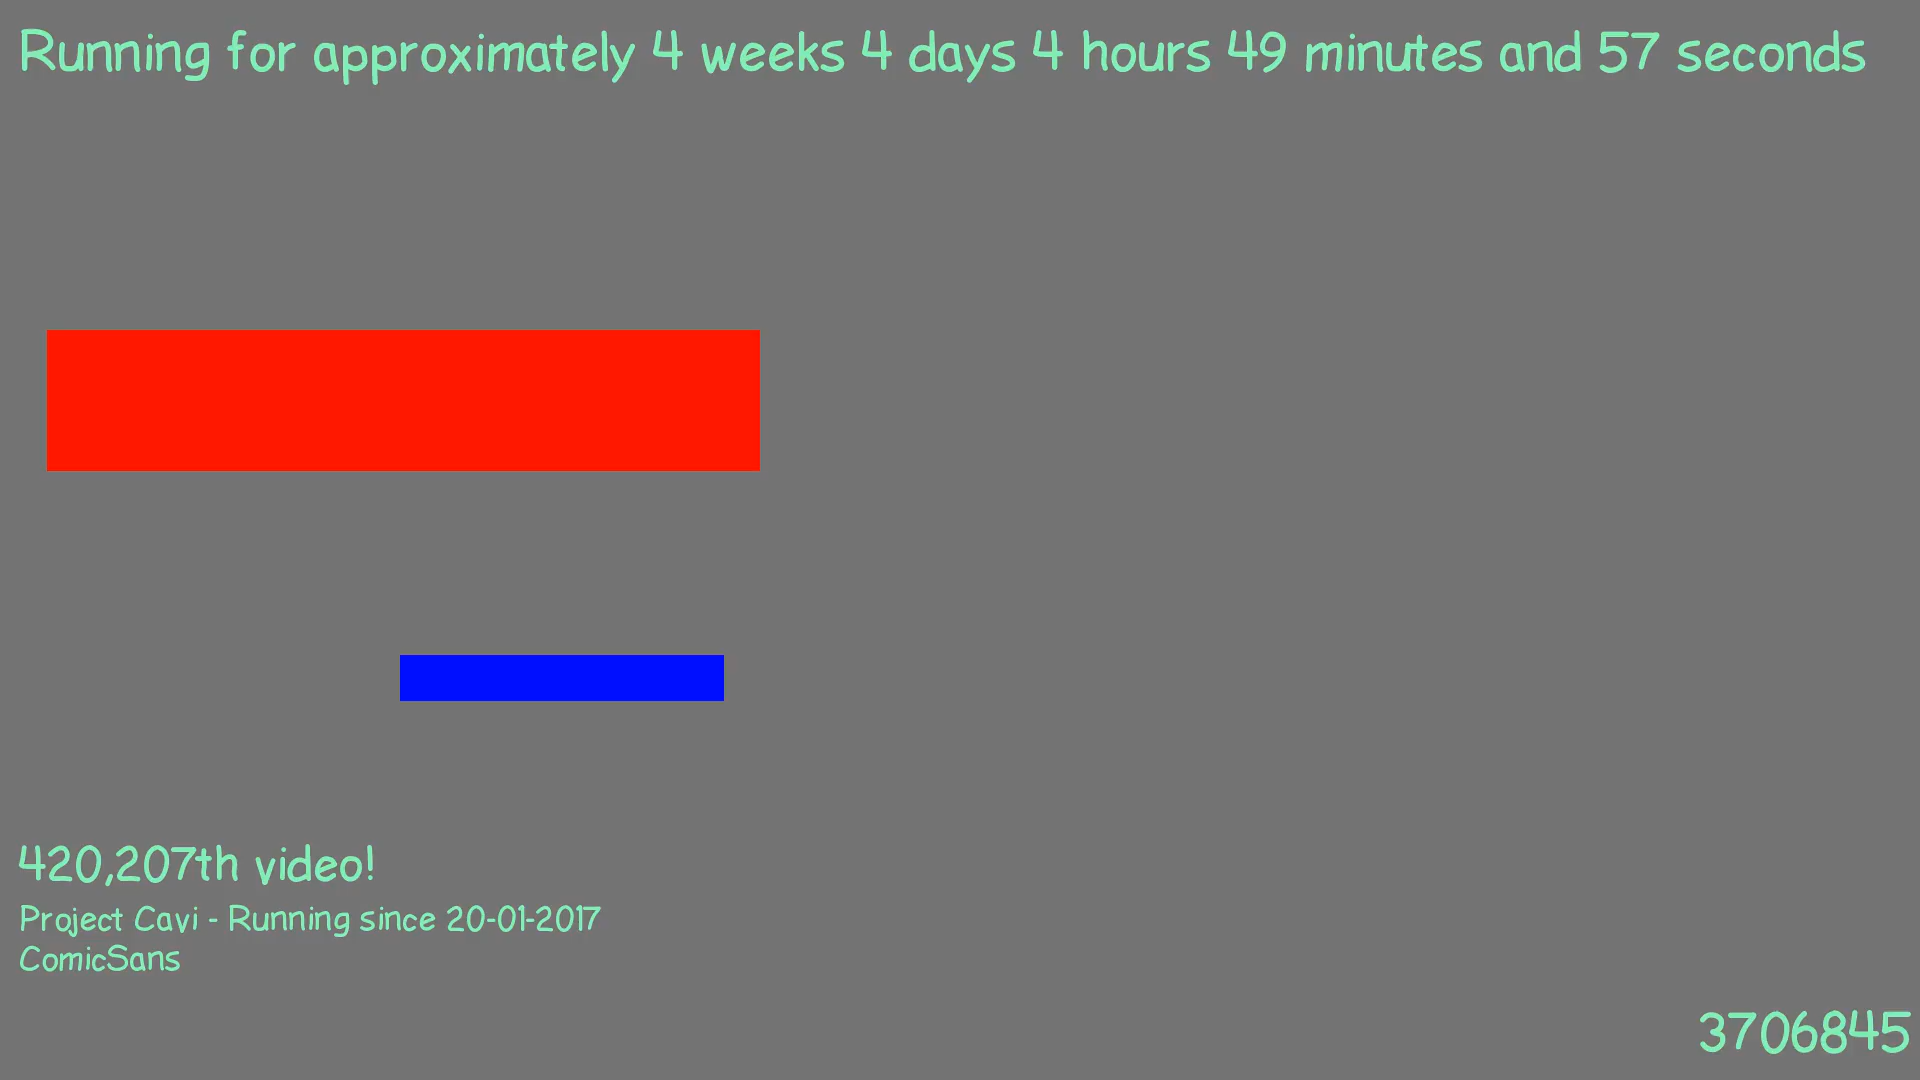 Running for approximately 4 weeks 4 days 4 hours 49 minutes and 57 seconds
420,207th video!
Project Cavi - Running since 20-01-2017
ComicSans
3706845